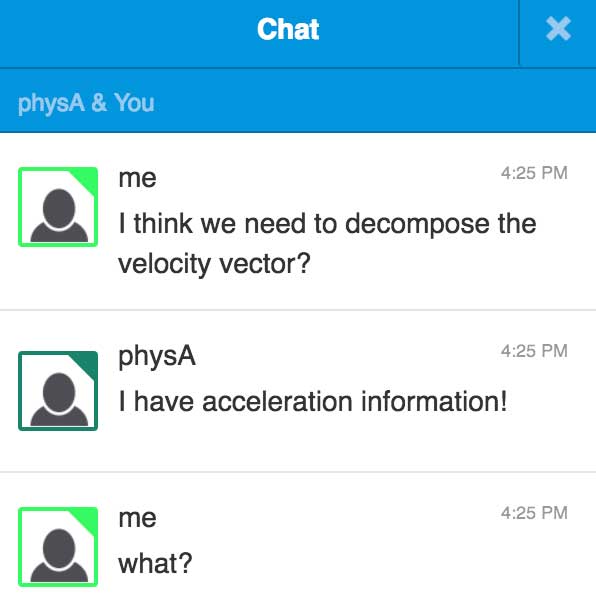 Chat
physA & You
me
4:25 PM
I think we need to decompose the
velocity vector?
physA
4:25 PM
I have acceleration information!
me
4:25 PM
what?